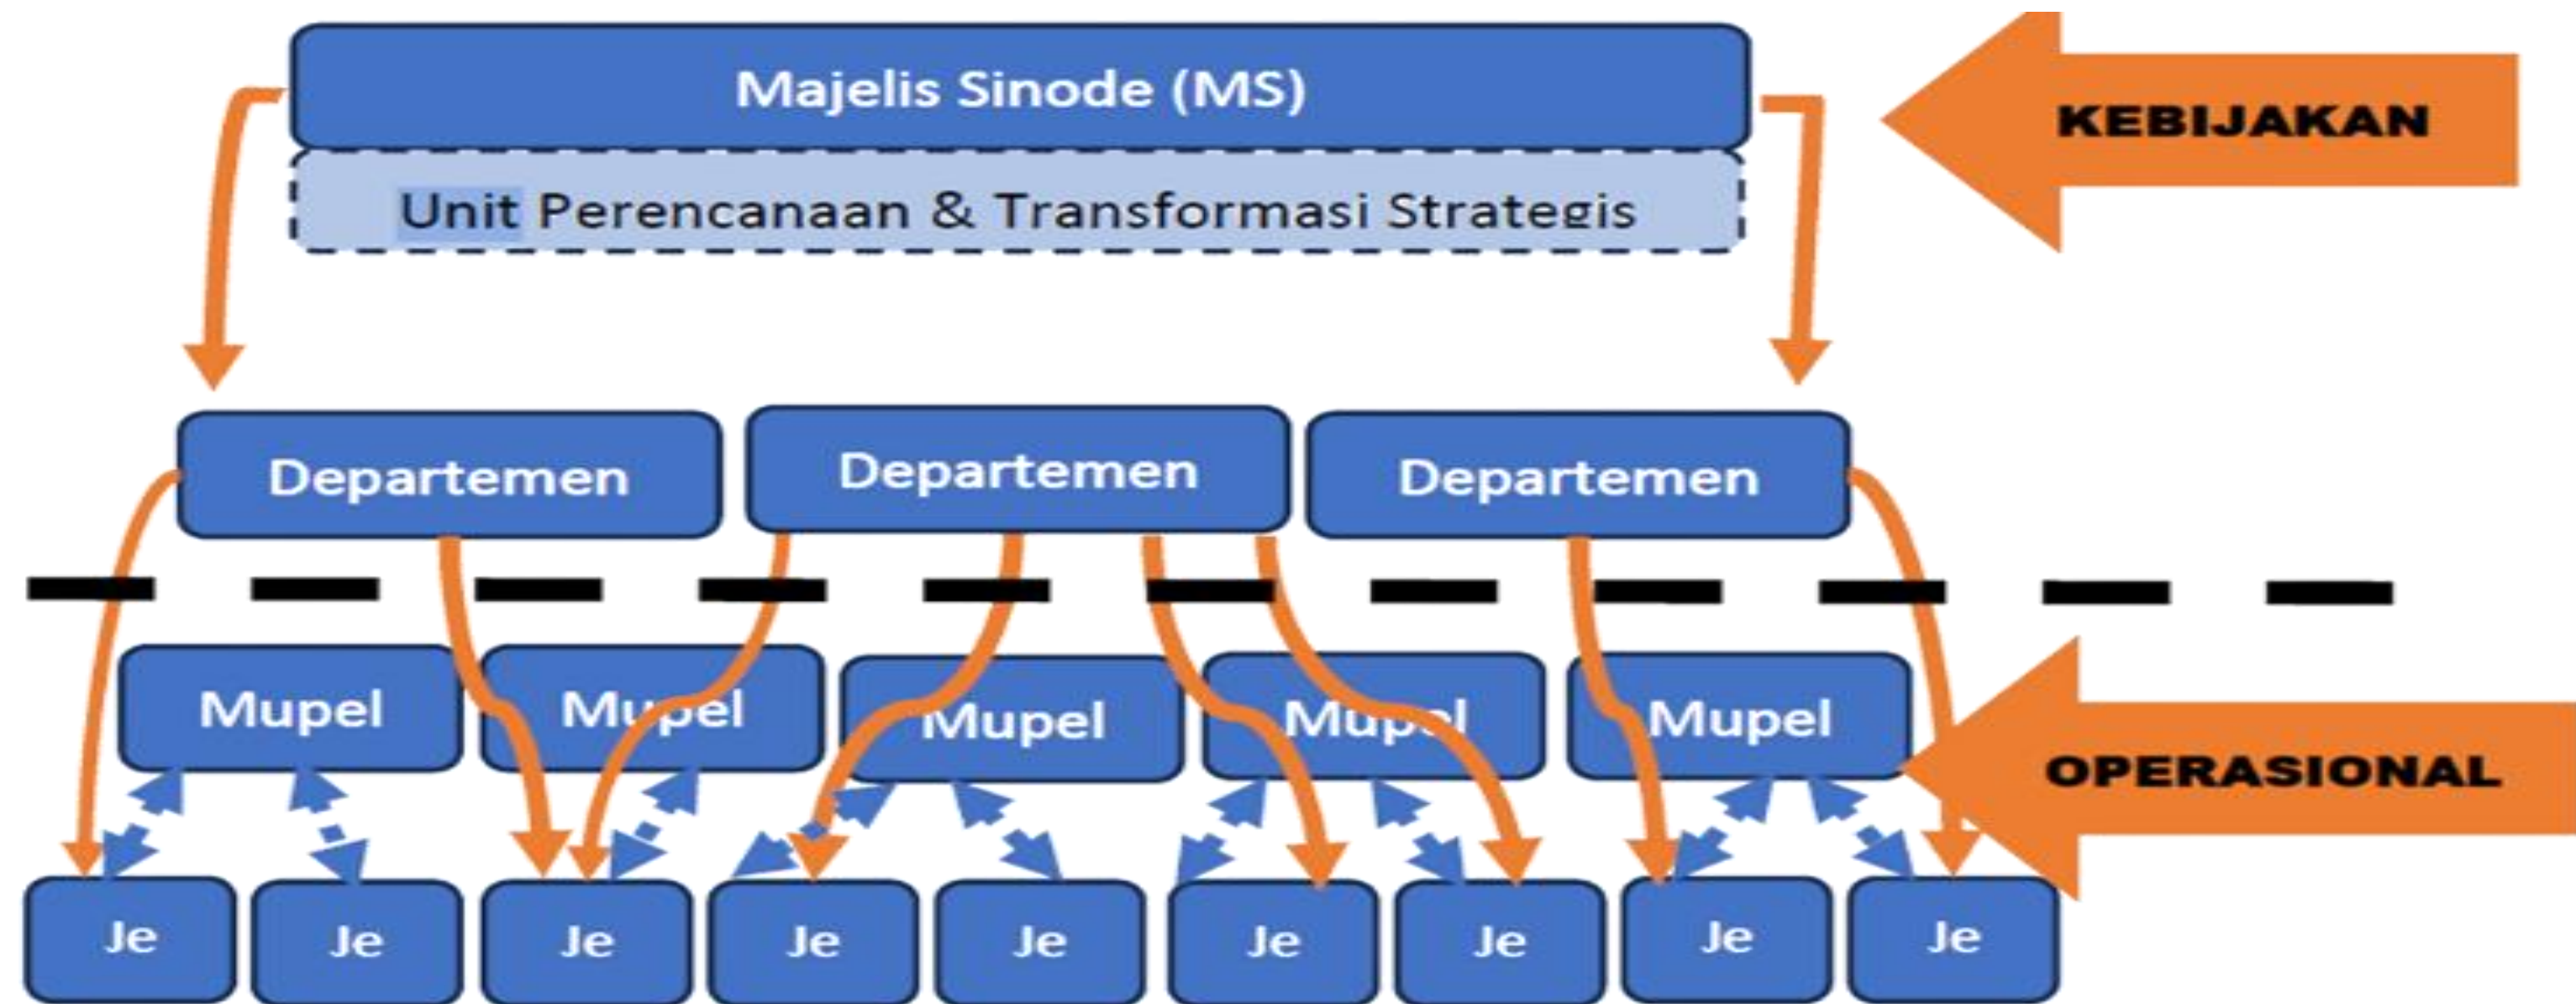 Majelis Sinode (MS)
KEBIJAKAN
Unit Perencanaan & Transformasi Strategis
Departemen
Departemen
Departemen
Mupel
Mupel
Mupel
Mupel
Mupel
OPERASIONAL
Je
Je
Je
Je
Je
Je
Je
Je
Je